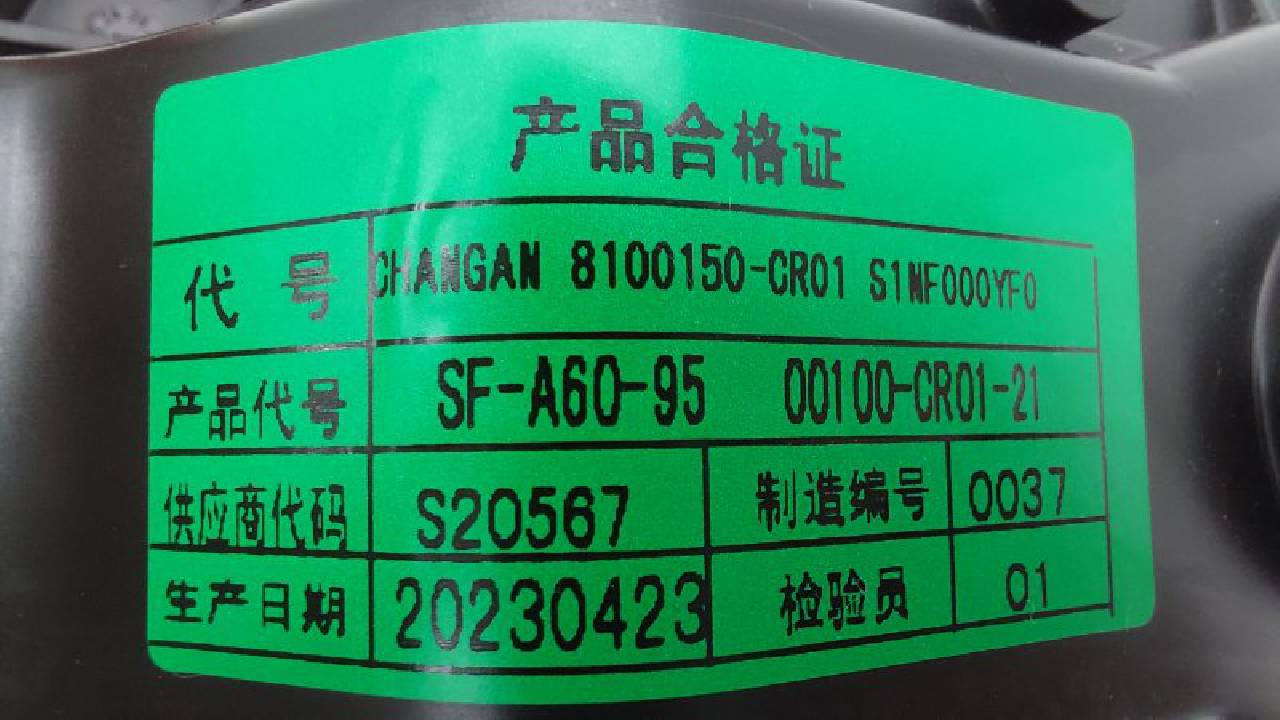 产品合格证
代号 CHANGAN 8100150-CR01 S1NF000YF0
产品代号 SF-A60-95 00100-CR01-21
供应商代码 S20567 制造编号 0037
生产日期 20230423 检验员 01